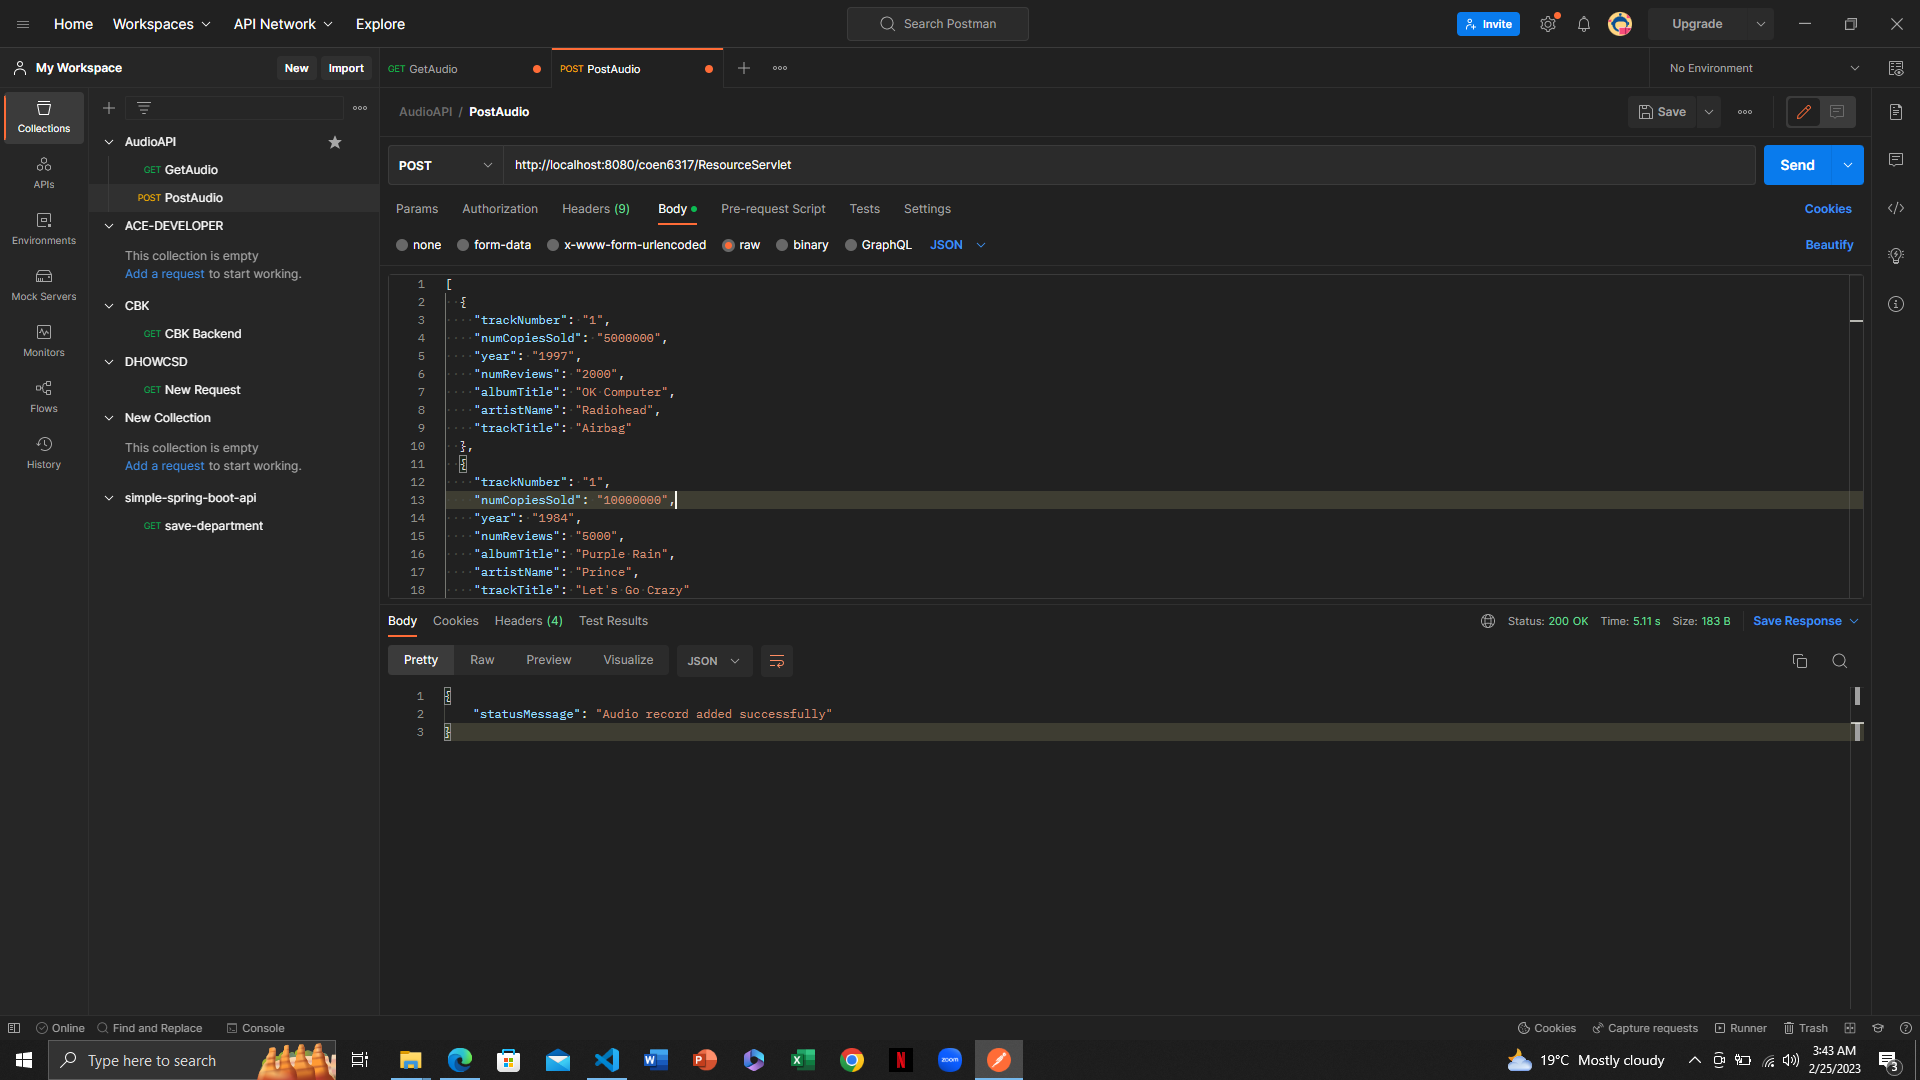 Home Workspaces API Network Explore Search Postman Invite Upgrade
My Workspace New Import GET GetAudio POST PostAudio No Environment
Collections
APIs
Environments
Mock Servers
Monitors
Flows
History
AudioAPI
GET GetAudio
POST PostAudio
ACE-DEVELOPER
This collection is empty
Add a request to start working.
CBK
GET CBK Backend
DHOWCSD
GET New Request
New Collection
This collection is empty
Add a request to start working.
simple-spring-boot-api
GET save-department
AudioAPI / PostAudio Save
POST http://localhost:8080/coen6317/ResourceServlet Send
Params Authorization Headers (9) Body Pre-request Script Tests Settings Cookies
none form-data x-www-form-urlencoded raw binary GraphQL JSON Beautify
1 [
2 {
3 "trackNumber": "1",
4 "numCopiesSold": "5000000",
5 "year": "1997",
6 "numReviews": "2000",
7 "albumTitle": "OK Computer",
8 "artistName": "Radiohead",
9 "trackTitle": "Airbag"
10 },
11 {
12 "trackNumber": "1",
13 "numCopiesSold": "10000000",
14 "year": "1984",
15 "numReviews": "5000",
16 "albumTitle": "Purple Rain",
17 "artistName": "Prince",
18 "trackTitle": "Let's Go Crazy"
Body Cookies Headers (4) Test Results Status: 200 OK Time: 5.11 s Size: 183 B Save Response
Pretty Raw Preview Visualize JSON
1 {
2 "statusMessage": "Audio record added successfully"
3 }
Online Find and Replace Console Cookies Capture requests Runner Trash
Type here to search zoom 19°C Mostly cloudy 3:43 AM
2/25/2023 3